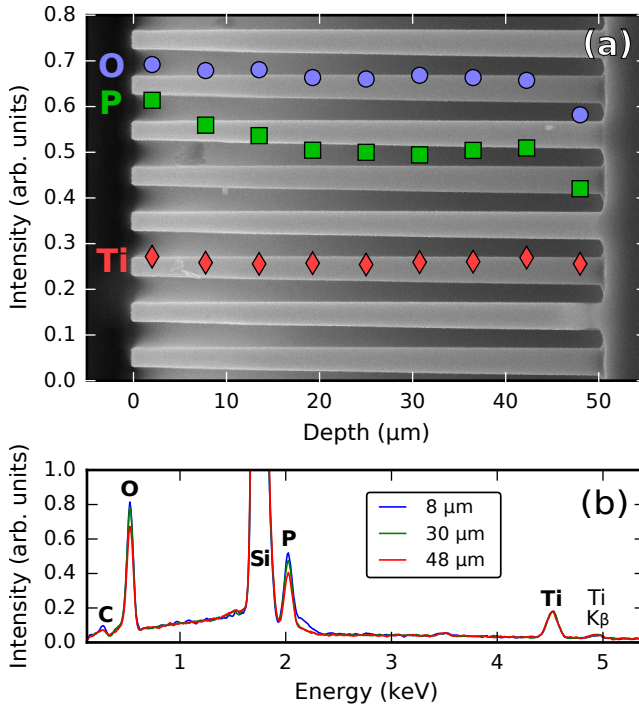 0.8
0.7
0.6
0.5
0.4
0.3
0.2
0.1
0.0
Intensity (arb. units)
(a)
O
P
Ti
0 10 20 30 40 50
Depth (μm)
1.0
0.8
0.6
0.4
0.2
0.0
Intensity (arb. units)
(b)
O
C
Si
P
8 μm
30 μm
48 μm
Ti
Ti
Kβ
1 2 3 4 5
Energy (keV)